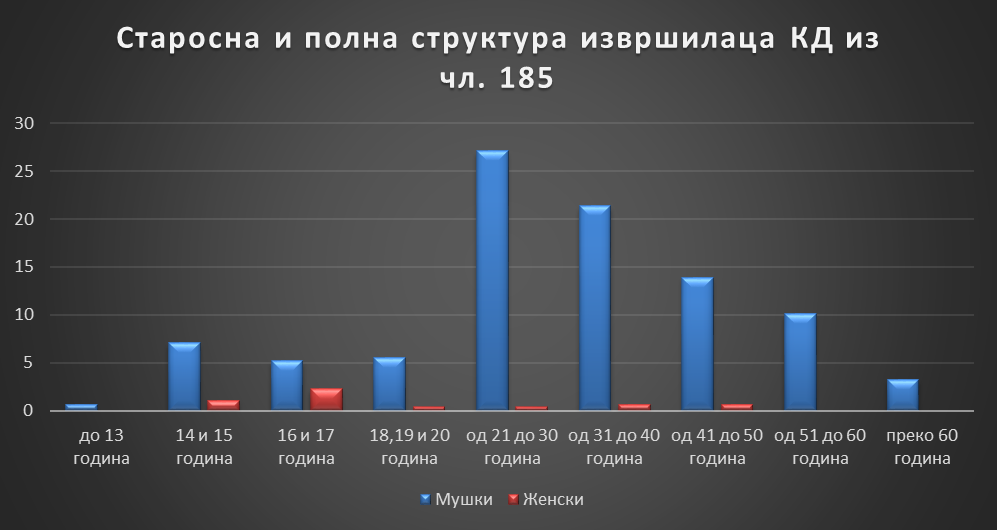 Старосна и полна структура извршилаца КД из
чл. 185
30
25
20
15
10
5
0
до 13 година
14 и 15 година
16 и 17 година
18,19 и 20 година
од 21 до 30 година
од 31 до 40 година
од 41 до 50 година
од 51 до 60 година
преко 60 година
Мушки
Женски